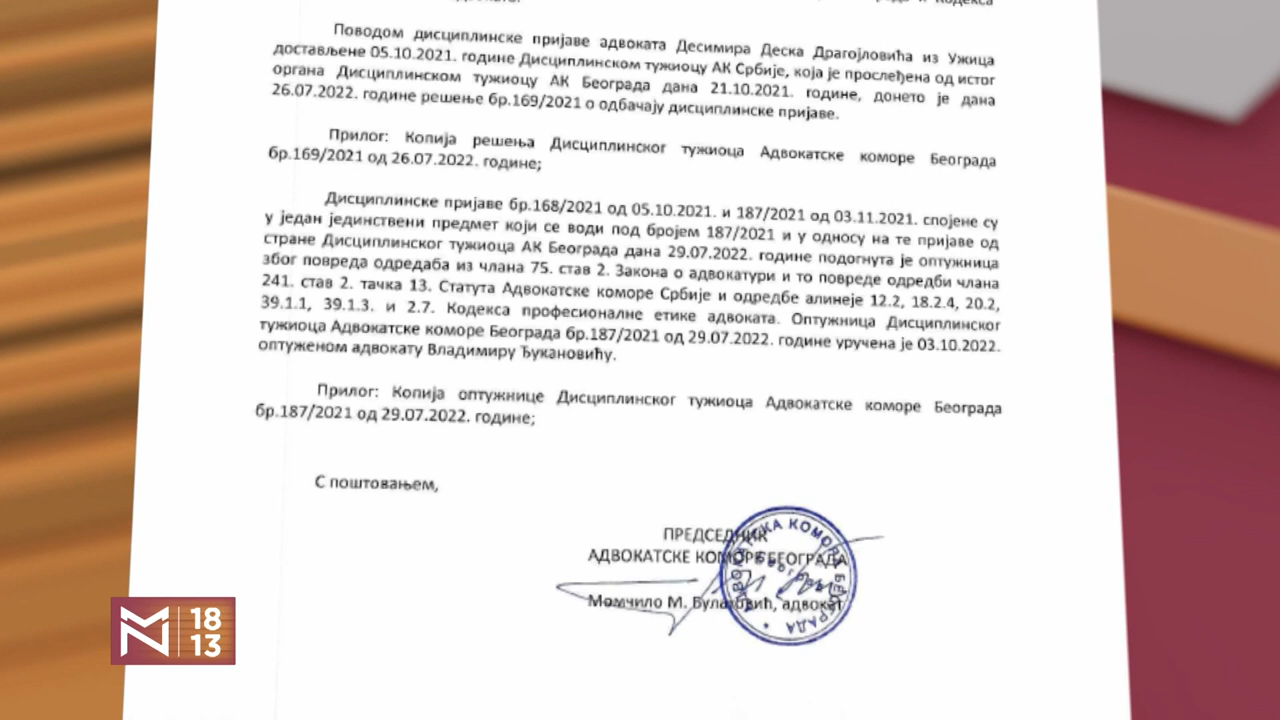 Кодекса
Поводом дисциплинске пријаве адвоката Десимира Деска Драгојловића из Ужица
достављене 05.10.2021. године Дисциплинском тужиоцу АК Србије, која је прослеђена од истог
органа Дисциплинском тужиоцу АК Београда дана 21.10.2021. године, донето је дана
26.07.2022. године решење бр.169/2021 о одбачају дисциплинске пријаве.
Прилог: Копија решења Дисциплинског тужиоца Адвокатске коморе Београда
бр.169/2021 од 26.07.2022. године;
Дисциплинске пријаве бр.168/2021 од 05.10.2021. и 187/2021 од 03.11.2021. спојене су
у један јединствени предмет који се води под бројем 187/2021 и у односу на те пријаве од
стране Дисциплинског тужиоца АК Београда дана 29.07.2022. године подогнута је оптужница
због повреда одредаба из члана 75. став 2. Закона о адвокатури и то повреде одредби члана
241. став 2. тачка 13. Статута Адвокатске коморе Србије и одредбе алинеје 12.2, 18.2.4, 20.2,
39.1.1, 39.1.3. и 2.7. Кодекса професионалне етике адвоката. Оптужница Дисциплинског
тужиоца Адвокатске коморе Београда бр.187/2021 од 29.07.2022. године уручена је 03.10.2022.
оптуженом адвокату Владимиру Ђукановићу.
Прилог: Копија оптужнице Дисциплинског тужиоца Адвокатске коморе Београда
бр.187/2021 од 29.07.2022. године;
С поштовањем,
ПРЕДСЕДНИК
АДВОКАТСКЕ КОМОРЕ БЕОГРАДА
Момчило М. Булатовић, адвокат
АДВОКАТСКА КОМОРА БЕОГРАДА
Београд
18
13